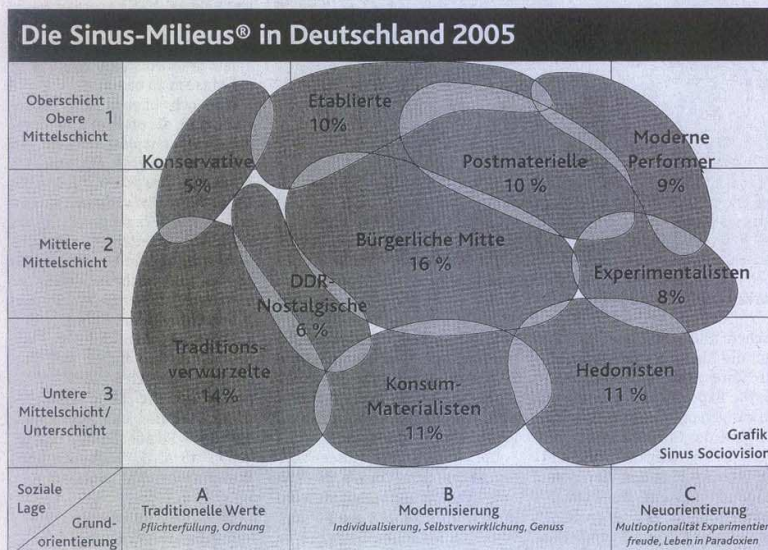 Die Sinus-Milieus® in Deutschland 2005
Oberschicht
Obere 1
Mittelschicht
Etablierte
10%
Konservative
5%
Postmaterielle
10 %
Moderne
Performer
9%
Mittlere 2
Mittelschicht
Bürgerliche Mitte
16 %
Experimentalisten
8%
DDR-
Nostalgische
6 %
Traditions-
verwurzelte
14%
Untere 3
Mittelschicht/
Unterschicht
Konsum-
Materialisten
11%
Hedonisten
11 %
Grafik
Sinus Sociovision
Soziale
Lage
Grund-
orientierung
A
Traditionelle Werte
Pflichterfüllung, Ordnung
B
Modernisierung
Individualisierung, Selbstverwirklichung, Genuss
C
Neuorientierung
Multioptionalität Experimentier
freude, Leben in Paradoxien